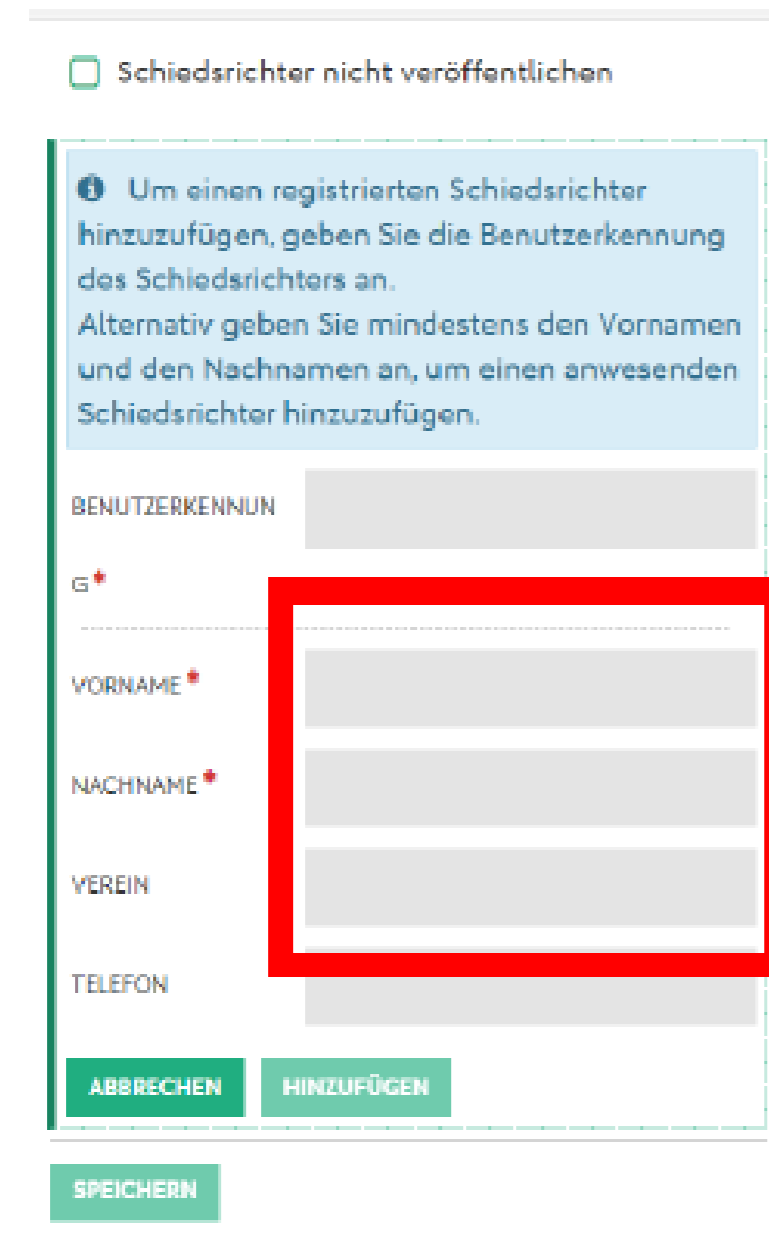 Schiedsrichter nicht veröffentlichen
Um einen registrierten Schiedsrichter
hinzuzufügen, geben Sie die Benutzerkennung
des Schiedsrichters an.
Alternativ geben Sie mindestens den Vornamen
und den Nachnamen an, um einen anwesenden
Schiedsrichter hinzuzufügen.
BENUTZERKENNUN
G*
VORNAME*
NACHNAME*
VEREIN
TELEFON
ABBRECHEN HINZUFÜGEN
SPEICHERN